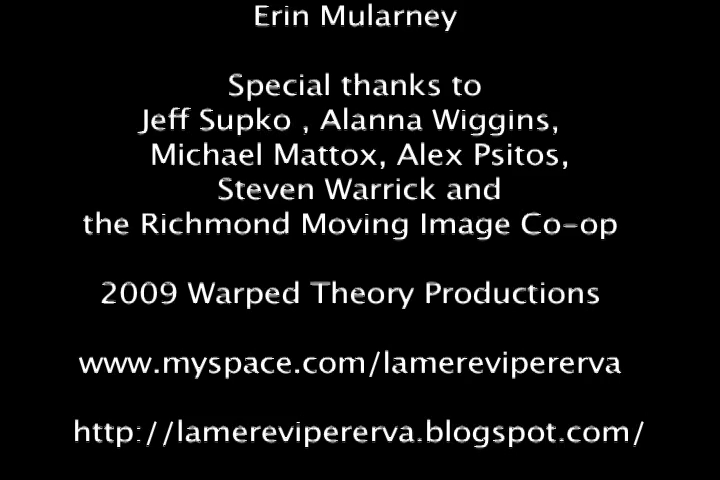 Erin Mularney
Special thanks to
Jeff Supko , Alanna Wiggins,
Michael Mattox, Alex Psitos,
Steven Warrick and
the Richmond Moving Image Co-op
2009 Warped Theory Productions
www.myspace.com/lamerevipererva
http://lamerevipererva.blogspot.com/